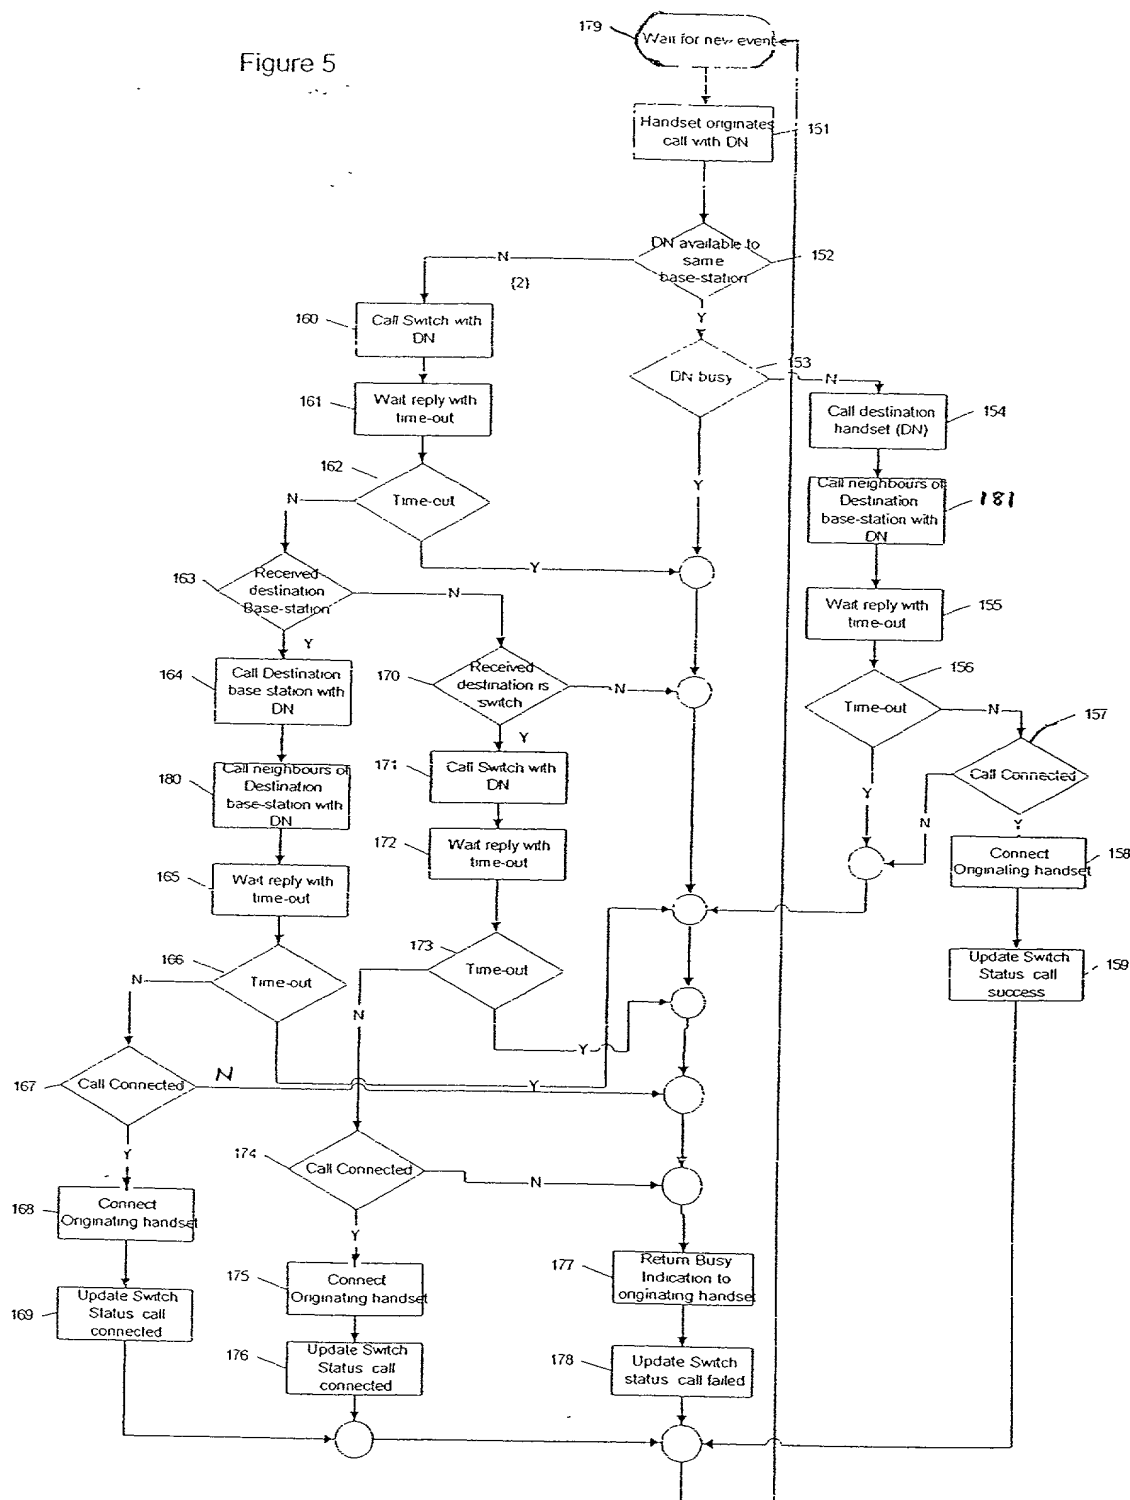 Figure 5
179
Wait for new event
Handset originates
call with DN
151
DN available to
same
base-station
152
N
{2}
Y
160
Call Switch with
DN
DN busy
153
N
161
Wait reply with
time-out
Call destination
handset (DN)
154
162
Time-out
N
Y
Y
Call neighbours of
Destination
base-station with
DN
181
163
Received
destination
Base-station
N
Y
Wait reply with
time-out
155
164
Call Destination
base station with
DN
170
Received
destination is
switch
N
Y
156
Time-out
N
Y
157
Call Connected
N
Y
180
Call neighbours of
Destination
base-station with
DN
171
Call Switch with
DN
172
Wait reply with
time-out
Connect
Originating handset
158
165
Wait reply with
time-out
166
Time-out
N
Y
173
Time-out
N
Y
Update Switch
Status call
success
159
167
Call Connected
N
Y
174
Call Connected
N
Y
168
Connect
Originating handset
175
Connect
Originating handset
177
Return Busy
Indication to
originating handset
169
Update Switch
Status call
connected
176
Update Switch
Status call
connected
178
Update Switch
status call failed